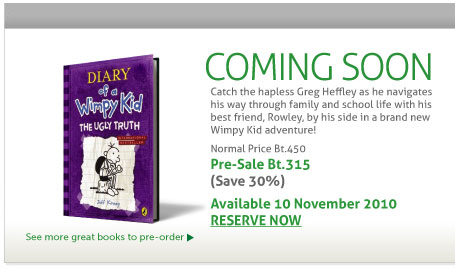 DIARY
of a
Wimpy Kid
THE UGLY TRUTH
INTERNATIONAL
BESTSELLER
Jeff Kinney
COMING SOON
Catch the hapless Greg Heffley as he navigates
his way through family and school life with his
best friend, Rowley, by his side in a brand new
Wimpy Kid adventure!
Normal Price Bt.450
Pre-Sale Bt.315
(Save 30%)
Available 10 November 2010
RESERVE NOW
See more great books to pre-order